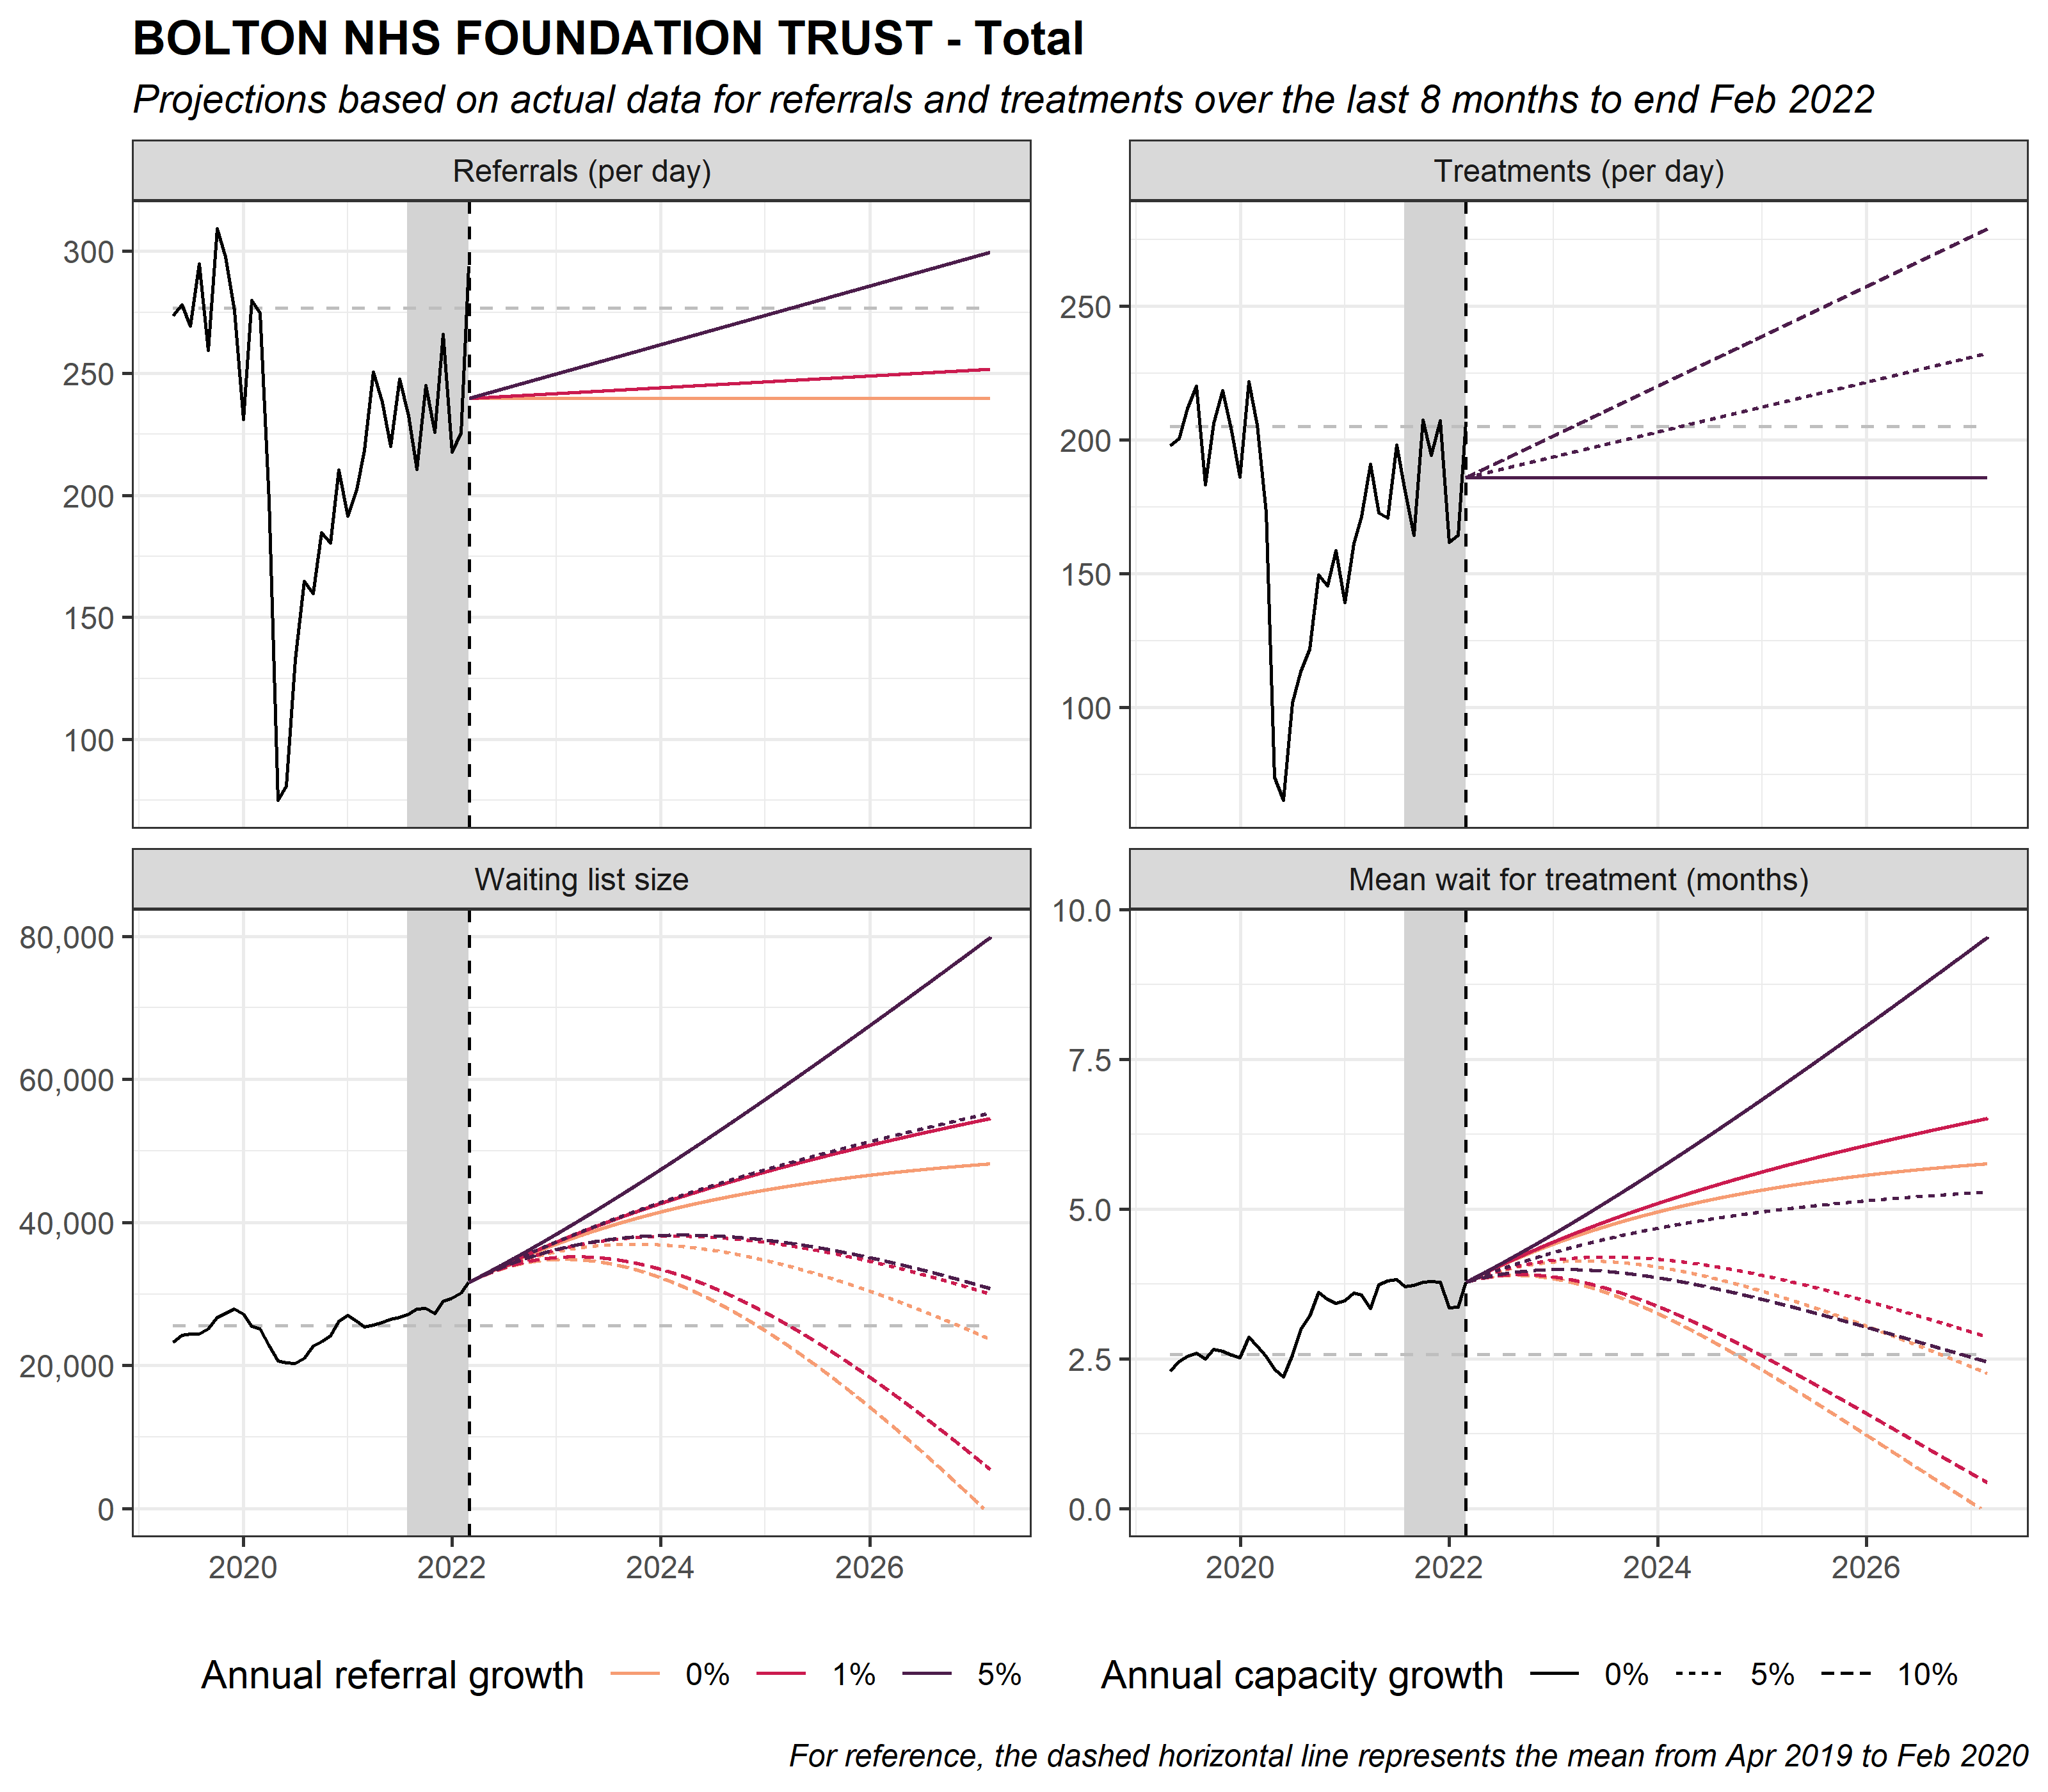 BOLTON NHS FOUNDATION TRUST - Total
Projections based on actual data for referrals and treatments over the last 8 months to end Feb 2022
Referrals (per day)
300
250
200
150
100
Treatments (per day)
250
200
150
100
Waiting list size
80,000
60,000
40,000
20,000
0
2020 2022 2024 2026
Mean wait for treatment (months)
10.0
7.5
5.0
2.5
0.0
2020 2022 2024 2026
Annual referral growth 0% 1% 5%
Annual capacity growth 0% 5% 10%
For reference, the dashed horizontal line represents the mean from Apr 2019 to Feb 2020